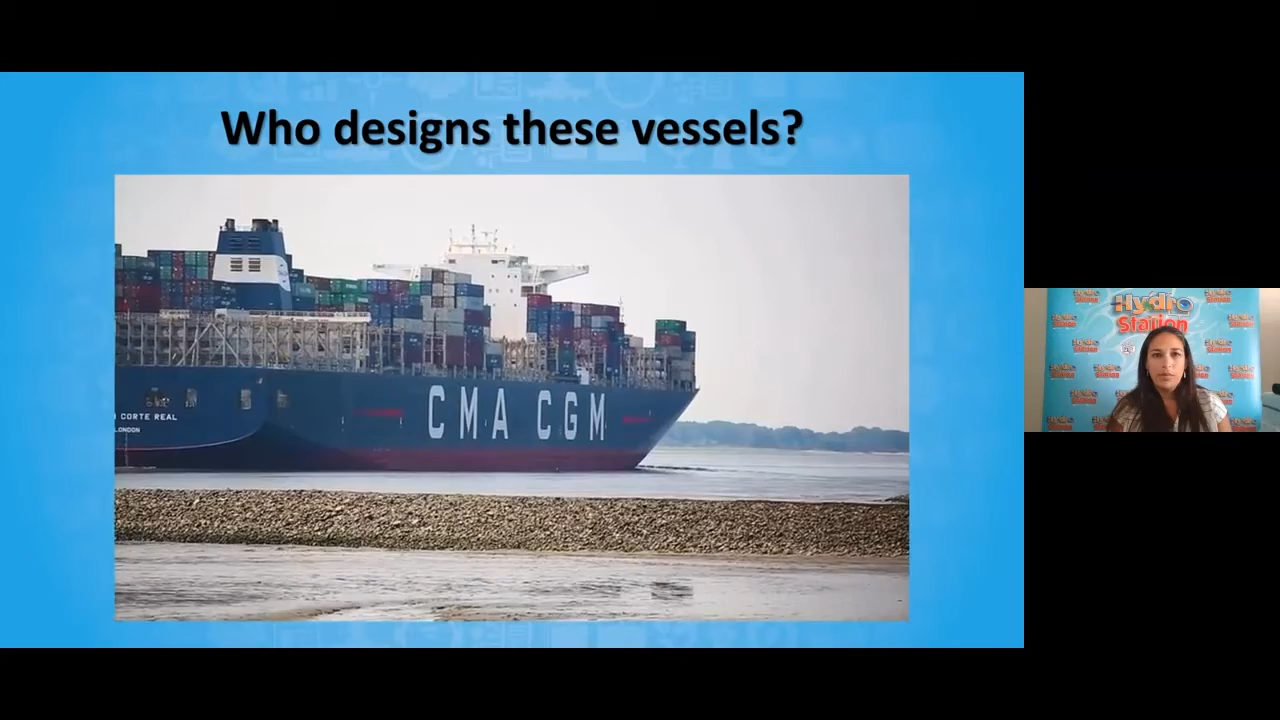 Who designs these vessels?
CMA CGM
CORTE REAL
LONDON
Hydro
Station